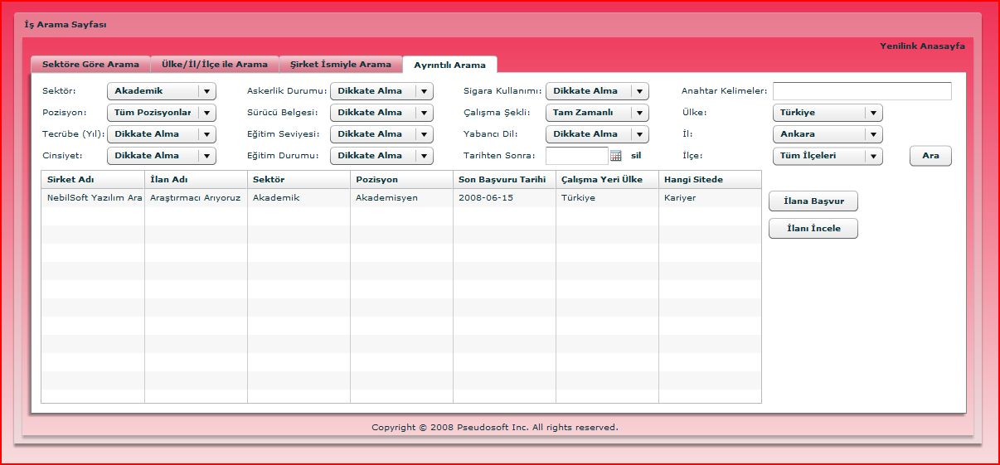 İş Arama Sayfası
Yenilink Anasayfa
Sektöre Göre Arama Ülke/İl/İlçe ile Arama Şirket İsmiyle Arama Ayrıntılı Arama
Sektör: Akademik Askerlik Durumu: Dikkate Alma Sigara Kullanımı: Dikkate Alma Anahtar Kelimeler:
Pozisyon: Tüm Pozisyonlar Sürücü Belgesi: Dikkate Alma Çalışma Şekli: Tam Zamanlı Ülke: Türkiye
Tecrübe (Yıl): Dikkate Alma Eğitim Seviyesi: Dikkate Alma Yabancı Dil: Dikkate Alma İl: Ankara
Cinsiyet: Dikkate Alma Eğitim Durumu: Dikkate Alma Tarihten Sonra: sil İlçe: Tüm İlçeleri Ara
Sirket Adı İlan Adı Sektör Pozisyon Son Başvuru Tarihi Çalışma Yeri Ülke Hangi Sitede
NebilSoft Yazılım Ara Araştırmacı Arıyoruz Akademik Akademisyen 2008-06-15 Türkiye Kariyer
İlana Başvur
İlanı İncele
Copyright © 2008 Pseudosoft Inc. All rights reserved.